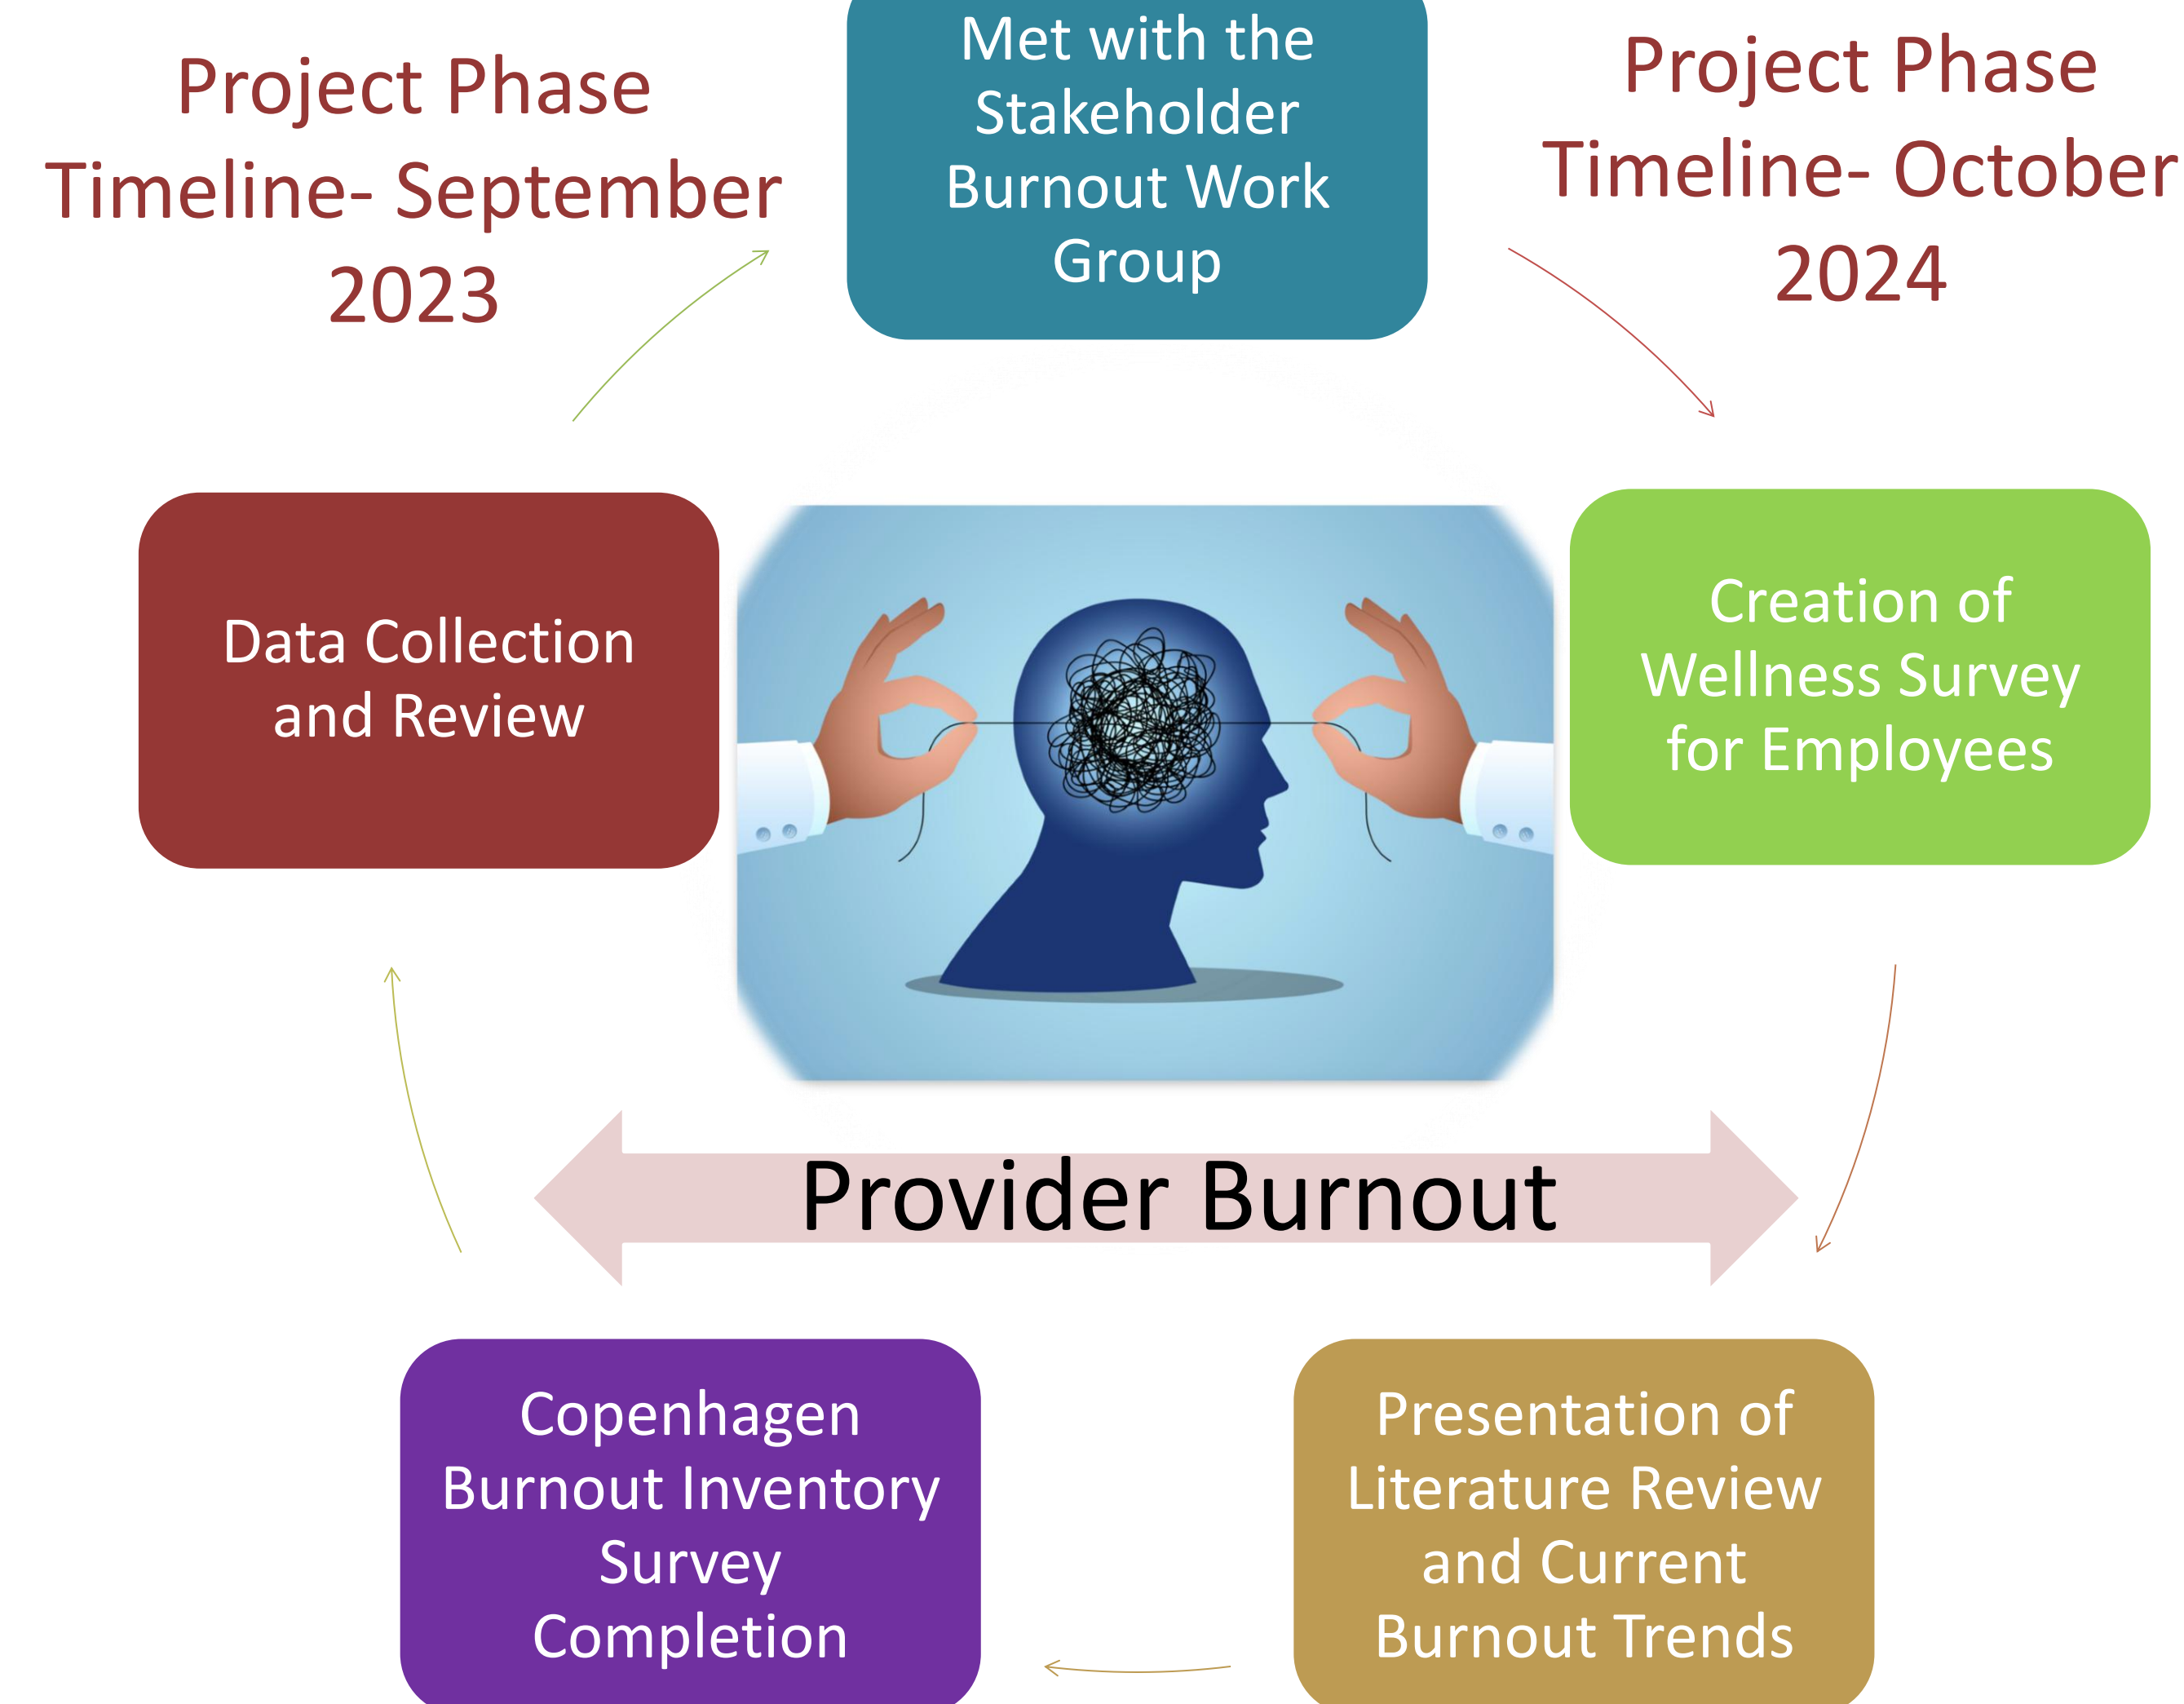 Project Phase
Timeline- September
2023
Met with the
Stakeholder
Burnout Work
Group
Project Phase
Timeline- October
2024
Data Collection
and Review
Creation of
Wellness Survey
for Employees
Provider Burnout
Copenhagen
Burnout Inventory
Survey
Completion
Presentation of
Literature Review
and Current
Burnout Trends